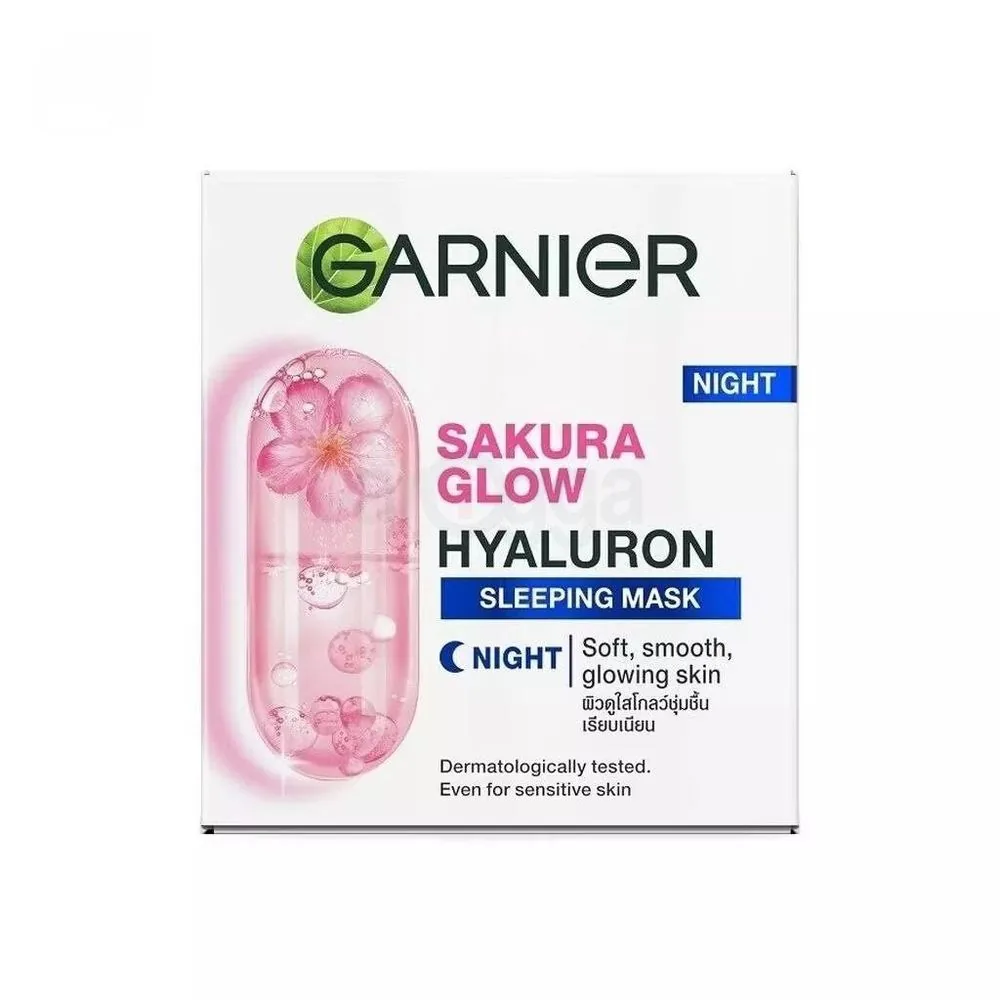 GARNIER
NIGHT
SAKURA
GLOW
HYALURON
SLEEPING MASK
NIGHT
Soft, smooth,
glowing skin
ผิวดูใสโกลว์ชุ่มชื้น
เรียบเนียน
Dermatologically tested.
Even for sensitive skin